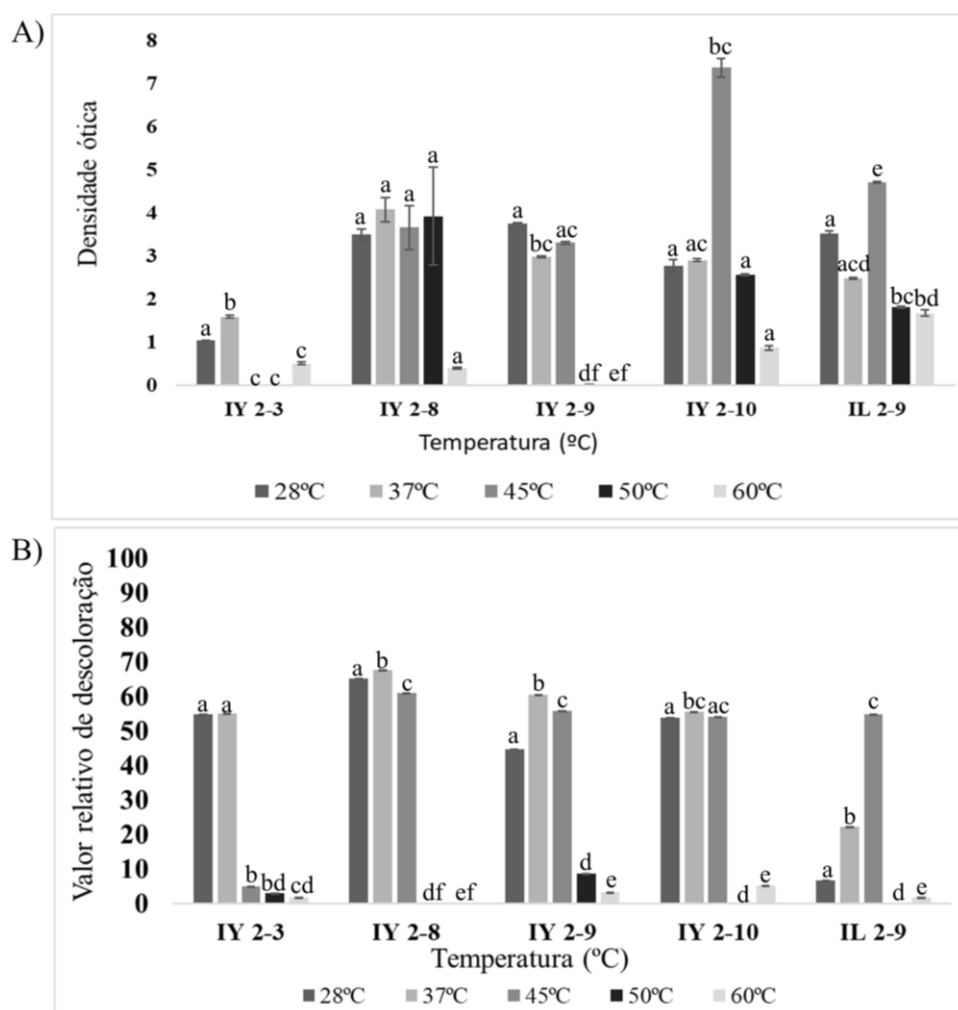 A)
Densidade ótica
8
7
6
5
4
3
2
1
0
a b c c c
a a a a a
a bc ac df ef
a ac bc a a
a acd e bc bd
IY 2-3 IY 2-8 IY 2-9 IY 2-10 IL 2-9
Temperatura (ºC)
28ºC 37ºC 45ºC 50ºC 60ºC
B)
Valor relativo de descoloração
100
90
80
70
60
50
40
30
20
10
0
a a b bd cd
a b c df ef
a b c d e
a bc ac d e
a b c d e
IY 2-3 IY 2-8 IY 2-9 IY 2-10 IL 2-9
Temperatura (ºC)
28ºC 37ºC 45ºC 50ºC 60ºC